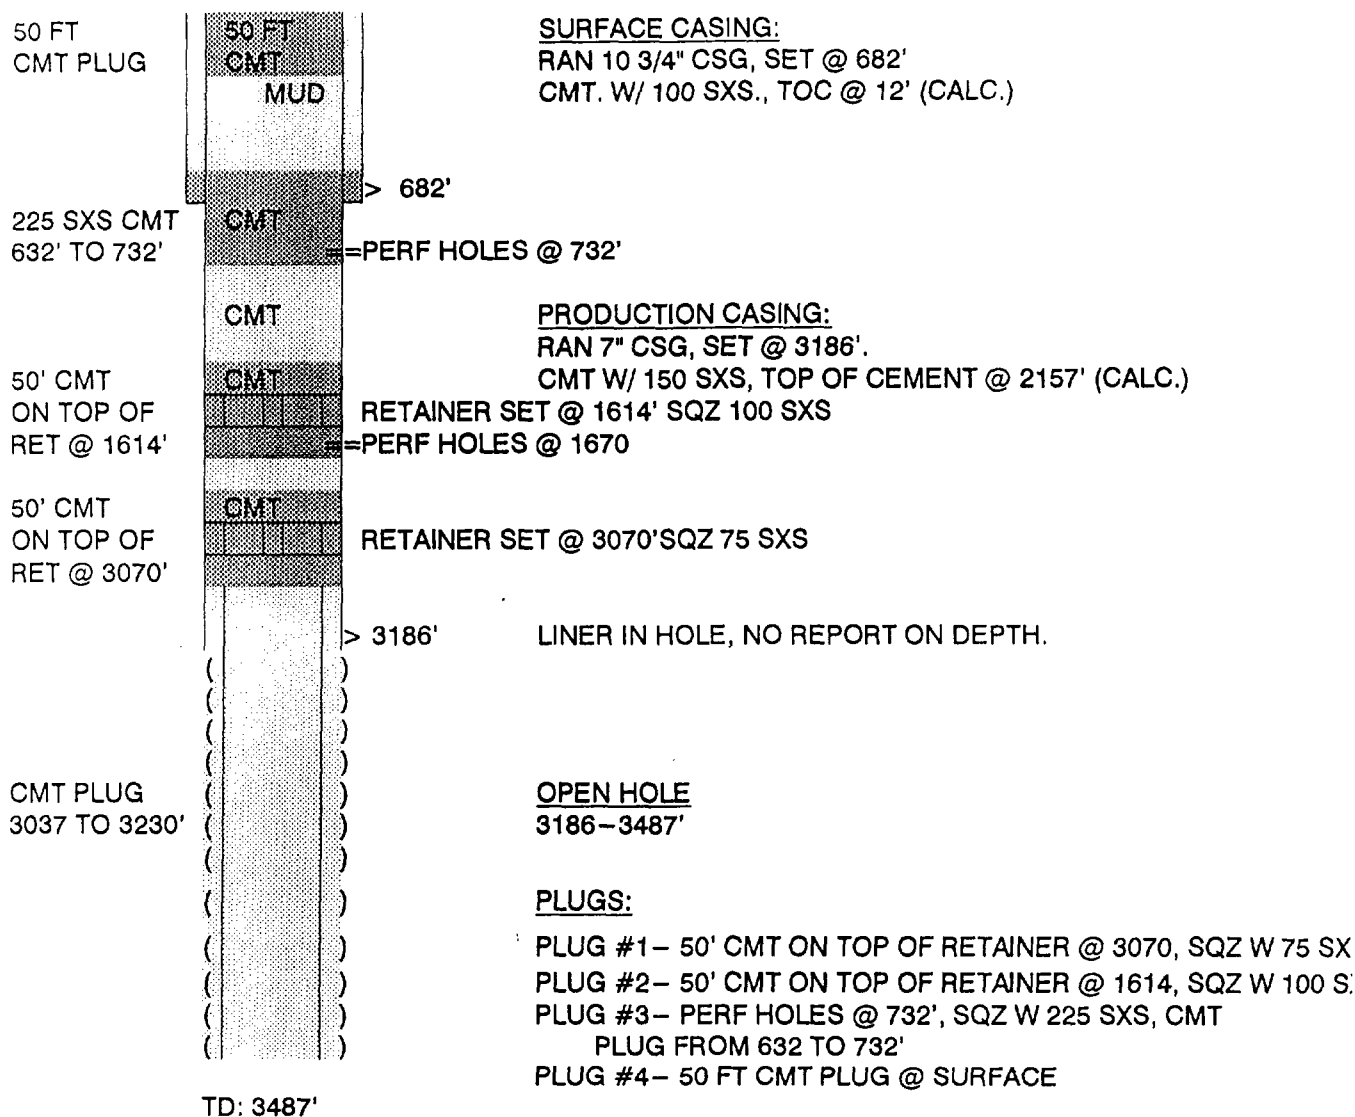 50 FT
CMT PLUG
50 FT
CMT
MUD
SURFACE CASING:
RAN 10 3/4" CSG, SET @ 682'
CMT. W/ 100 SXS., TOC @ 12' (CALC.)
> 682'
225 SXS CMT
632' TO 732'
CMT
==PERF HOLES @ 732'
CMT
PRODUCTION CASING:
RAN 7" CSG, SET @ 3186'.
CMT W/ 150 SXS, TOP OF CEMENT @ 2157' (CALC.)
50' CMT
ON TOP OF
RET @ 1614'
CMT
RETAINER SET @ 1614' SQZ 100 SXS
==PERF HOLES @ 1670
50' CMT
ON TOP OF
RET @ 3070'
CMT
RETAINER SET @ 3070'SQZ 75 SXS
> 3186'
LINER IN HOLE, NO REPORT ON DEPTH.
CMT PLUG
3037 TO 3230'
OPEN HOLE
3186–3487'
PLUGS:
PLUG #1– 50' CMT ON TOP OF RETAINER @ 3070, SQZ W 75 SX
PLUG #2– 50' CMT ON TOP OF RETAINER @ 1614, SQZ W 100 S
PLUG #3– PERF HOLES @ 732', SQZ W 225 SXS, CMT
PLUG FROM 632 TO 732'
PLUG #4– 50 FT CMT PLUG @ SURFACE
TD: 3487'